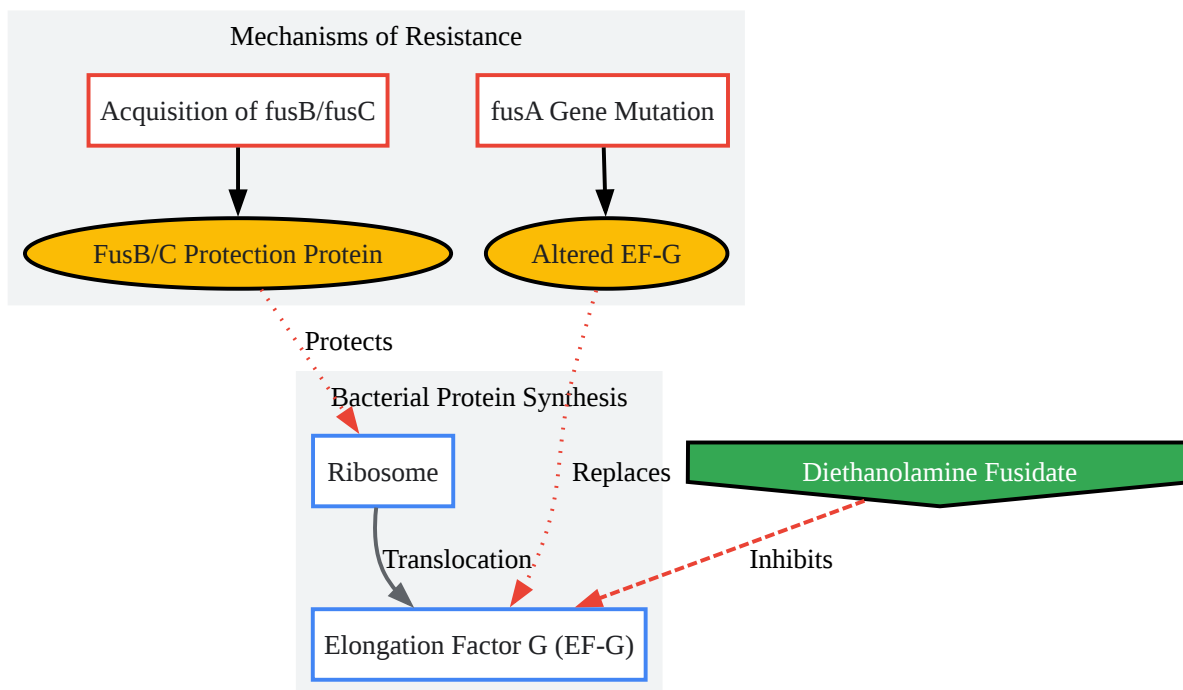 Mechanisms of Resistance
Acquisition of fusB/fusC
fusA Gene Mutation
FusB/C Protection Protein
Altered EF-G
Protects
Bacterial Protein Synthesis
Ribosome
Replaces
Diethanolamine Fusidate
Translocation
Inhibits
Elongation Factor G (EF-G)